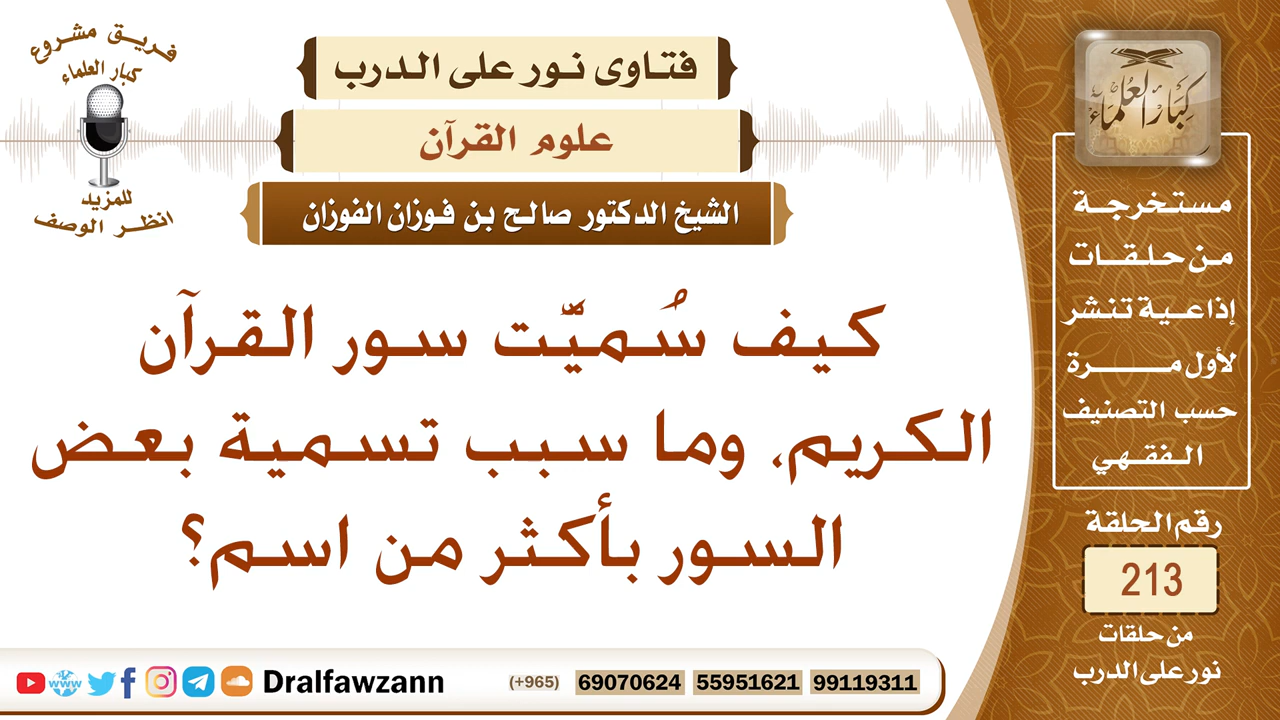 فريق مشروع
كبار العلماء
للمزيد
انظر الوصف
فتاوى نور على الدرب
علوم القرآن
الشيخ الدكتور صالح بن فوزان الفوزان
كيف سُميّت سور القرآن
الكريم، وما سبب تسمية بعض
السور بأكثر من اسم؟
كبار العلماء
مستخرجة
من حلقات
إذاعية تنشر
لأول مرة
حسب التصنيف
الفقهي
رقم الحلقة
213
من حلقات
نور على الدرب
www
Dralfawzann (+965) 69070624 55951621 99119311